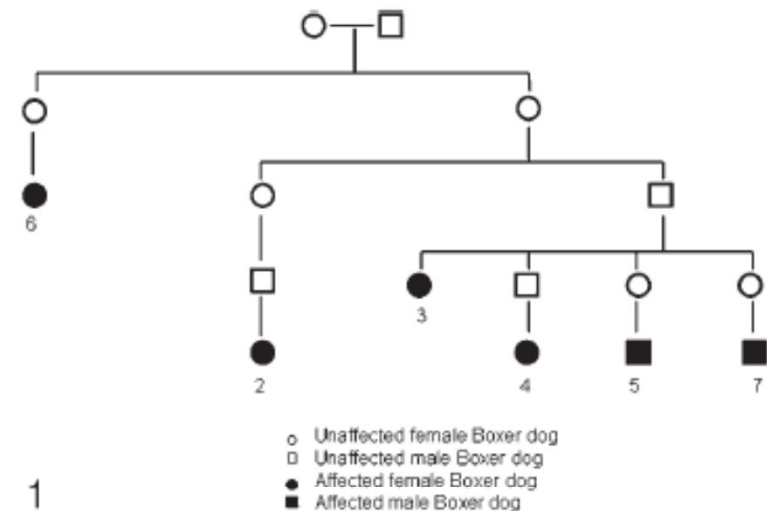 6
3
2 4 5 7
Unaffected female Boxer dog
Unaffected male Boxer dog
Affected female Boxer dog
Affected male Boxer dog
1